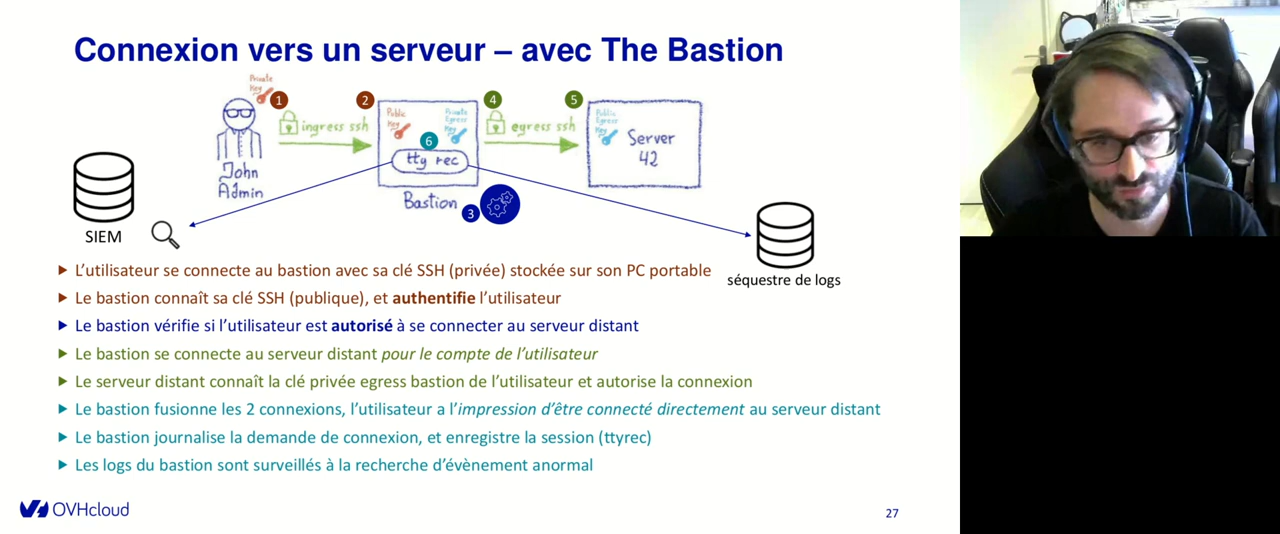 Connexion vers un serveur – avec The Bastion
Private
Key
1
ingress ssh
2
Public
Key
Private
Egress
Key
6
tty rec
4
egress ssh
5
Public
Egress
Key
Server
42
John
Admin
Bastion
3
SIEM
séquestre de logs
L'utilisateur se connecte au bastion avec sa clé SSH (privée) stockée sur son PC portable
Le bastion connaît sa clé SSH (publique), et authentifie l'utilisateur
Le bastion vérifie si l'utilisateur est autorisé à se connecter au serveur distant
Le bastion se connecte au serveur distant pour le compte de l'utilisateur
Le serveur distant connaît la clé privée egress bastion de l'utilisateur et autorise la connexion
Le bastion fusionne les 2 connexions, l'utilisateur a l'impression d'être connecté directement au serveur distant
Le bastion journalise la demande de connexion, et enregistre la session (ttyrec)
Les logs du bastion sont surveillés à la recherche d'évènement anormal
OVHcloud
27